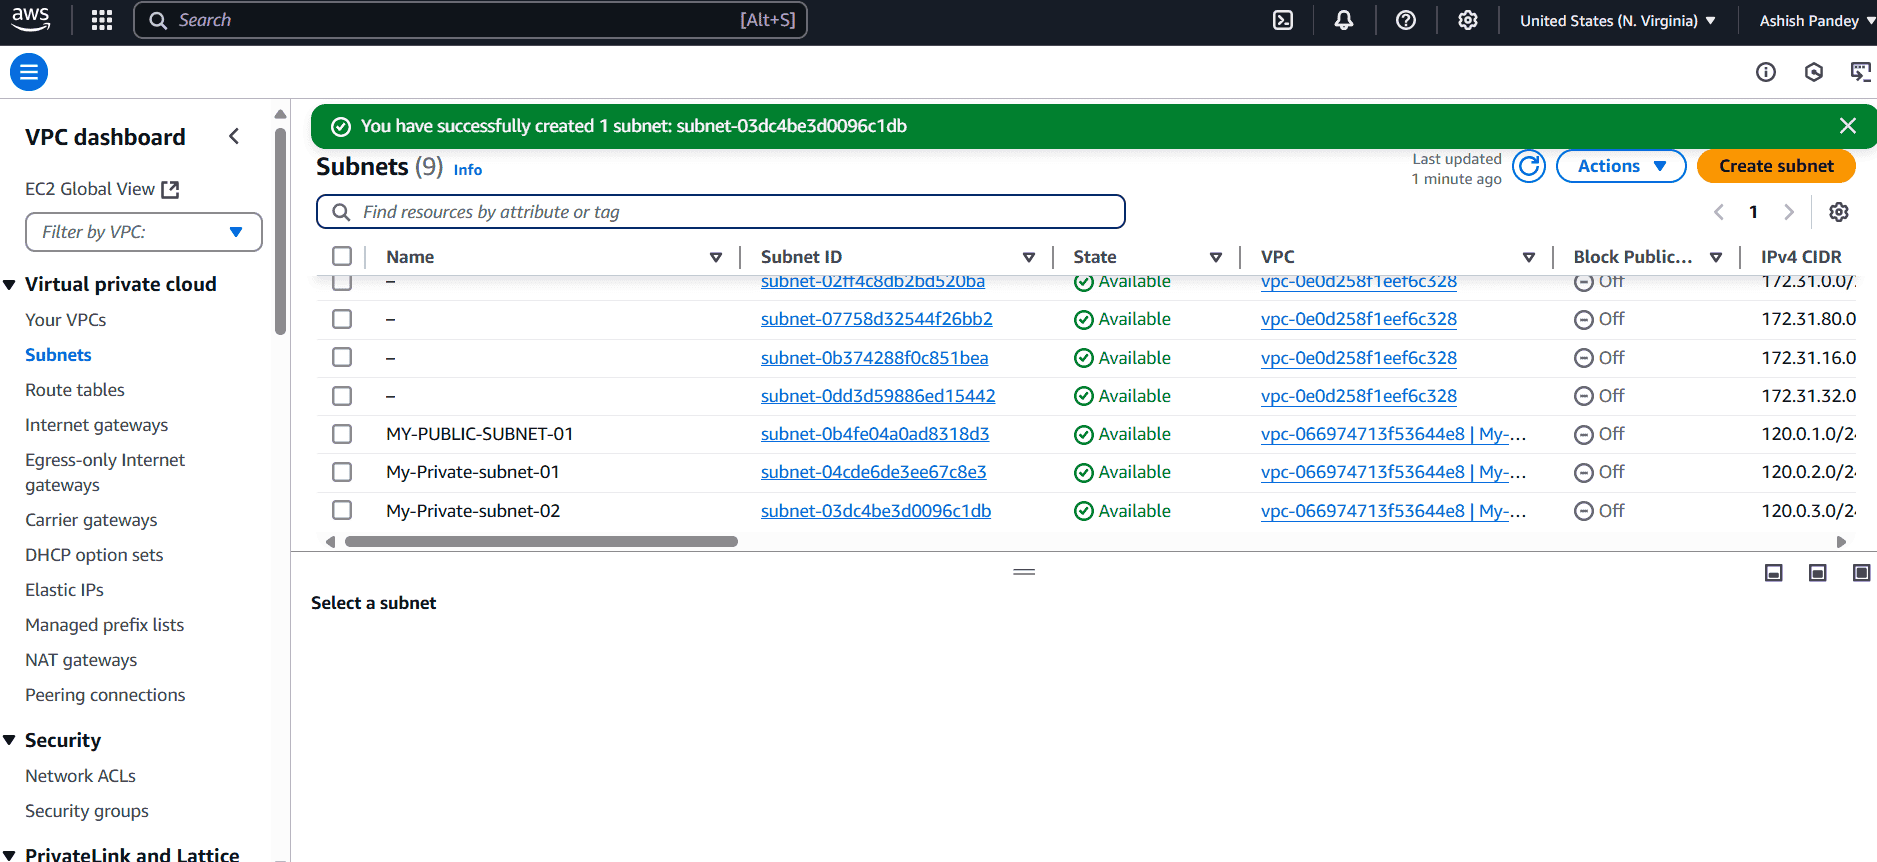 aws
Search [Alt+S]
United States (N. Virginia) Ashish Pandey
VPC dashboard
EC2 Global View
Filter by VPC:
Virtual private cloud
Your VPCs
Subnets
Route tables
Internet gateways
Egress-only Internet
gateways
Carrier gateways
DHCP option sets
Elastic IPs
Managed prefix lists
NAT gateways
Peering connections
Security
Network ACLs
Security groups
PrivateLink and Lattice
You have successfully created 1 subnet: subnet-03dc4be3d0096c1db
Subnets (9) Info
Last updated
1 minute ago
Actions
Create subnet
Find resources by attribute or tag
1
Name Subnet ID State VPC Block Public... IPv4 CIDR
– subnet-02ff4c8db2bd520ba Available vpc-0e0d258f1eef6c328 Off 172.31.0.0/
– subnet-07758d32544f26bb2 Available vpc-0e0d258f1eef6c328 Off 172.31.80.0
– subnet-0b374288f0c851bea Available vpc-0e0d258f1eef6c328 Off 172.31.16.0
– subnet-0dd3d59886ed15442 Available vpc-0e0d258f1eef6c328 Off 172.31.32.0
MY-PUBLIC-SUBNET-01 subnet-0b4fe04a0ad8318d3 Available vpc-066974713f53644e8 | My-... Off 120.0.1.0/24
My-Private-subnet-01 subnet-04cde6de3ee67c8e3 Available vpc-066974713f53644e8 | My-... Off 120.0.2.0/24
My-Private-subnet-02 subnet-03dc4be3d0096c1db Available vpc-066974713f53644e8 | My-... Off 120.0.3.0/24
Select a subnet